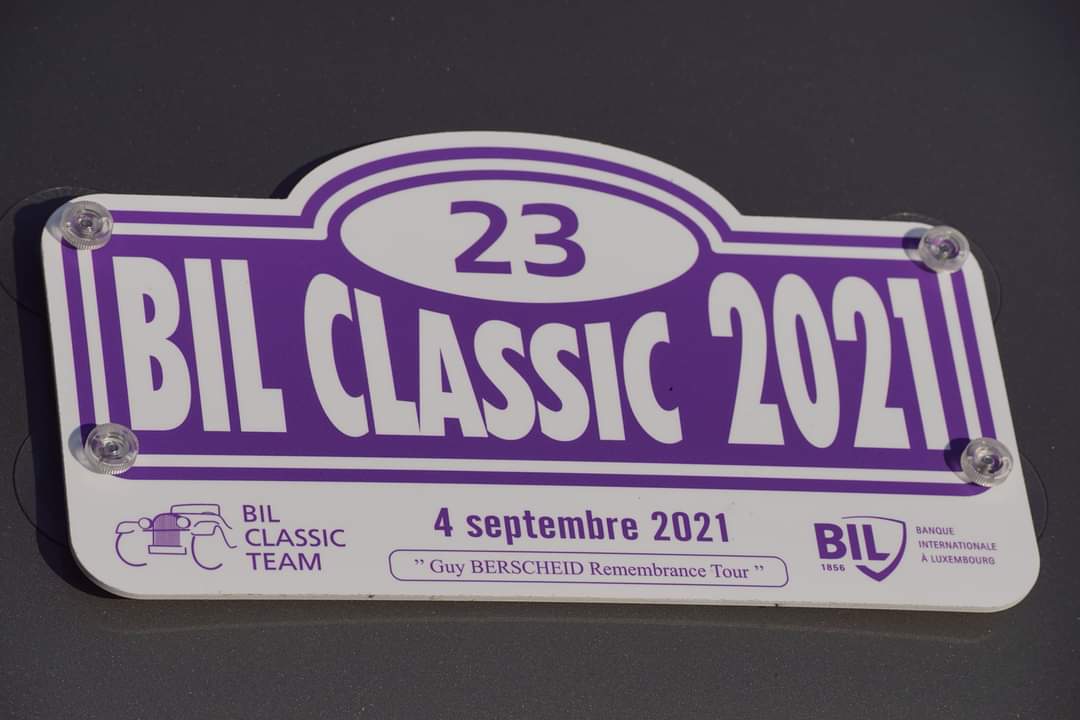 23
BIL CLASSIC 2021
BIL
CLASSIC
TEAM
4 septembre 2021
” Guy BERSCHEID Remembrance Tour ”
BIL
1856
BANQUE
INTERNATIONALE
À LUXEMBOURG